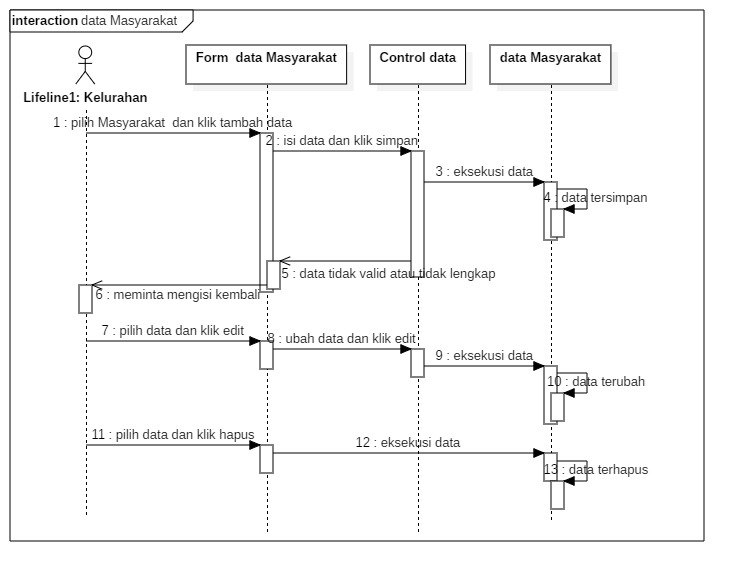 interaction data Masyarakat
Form data Masyarakat
Control data
data Masyarakat
Lifeline1: Kelurahan
1 : pilih Masyarakat dan klik tambah data
2 : isi data dan klik simpan
3 : eksekusi data
4 : data tersimpan
5 : data tidak valid atau tidak lengkap
6 : meminta mengisi kembali
7 : pilih data dan klik edit
8 : ubah data dan klik edit
9 : eksekusi data
10 : data terubah
11 : pilih data dan klik hapus
12 : eksekusi data
13 : data terhapus